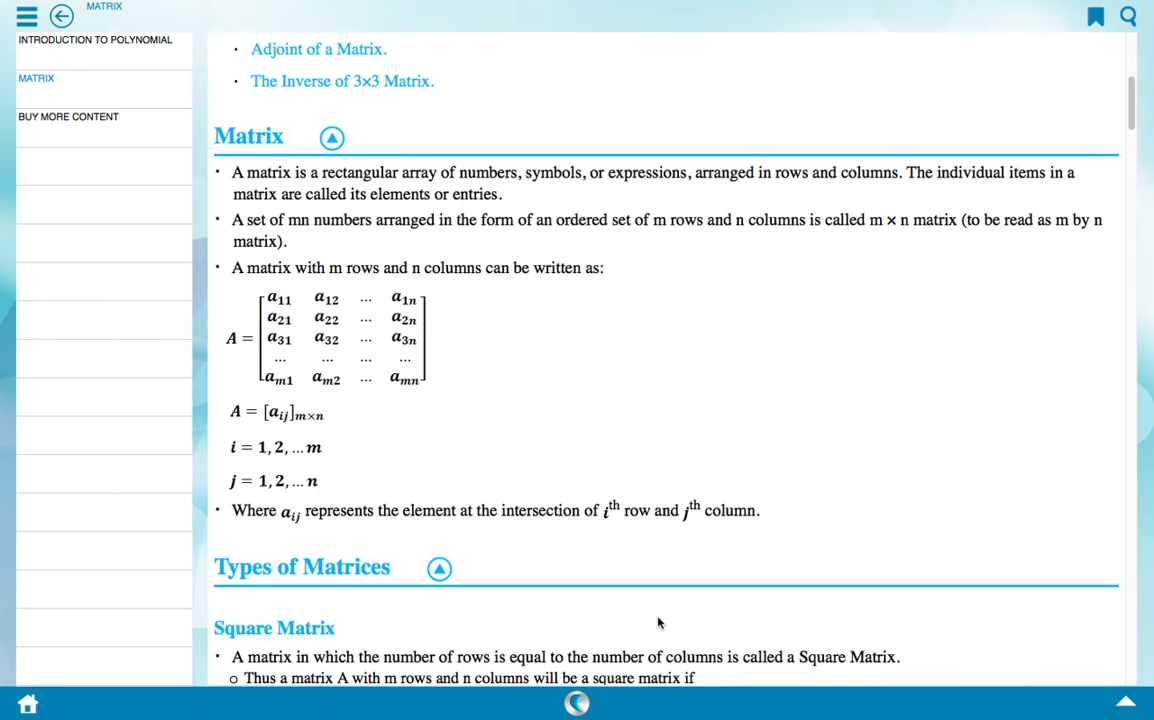 MATRIX
INTRODUCTION TO POLYNOMIAL
MATRIX
BUY MORE CONTENT
· Adjoint of a Matrix.
· The Inverse of 3×3 Matrix.
Matrix
· A matrix is a rectangular array of numbers, symbols, or expressions, arranged in rows and columns. The individual items in a
matrix are called its elements or entries.
· A set of mn numbers arranged in the form of an ordered set of m rows and n columns is called m × n matrix (to be read as m by n
matrix).
· A matrix with m rows and n columns can be written as:
a11 a12 ... a1n
a21 a22 ... a2n
A = a31 a32 ... a3n
... ... ... ...
am1 am2 ... amn
A = [aij]m×n
i = 1, 2, ... m
j = 1, 2, ... n
· Where aij represents the element at the intersection of ith row and jth column.
Types of Matrices
Square Matrix
· A matrix in which the number of rows is equal to the number of columns is called a Square Matrix.
o Thus a matrix A with m rows and n columns will be a square matrix if